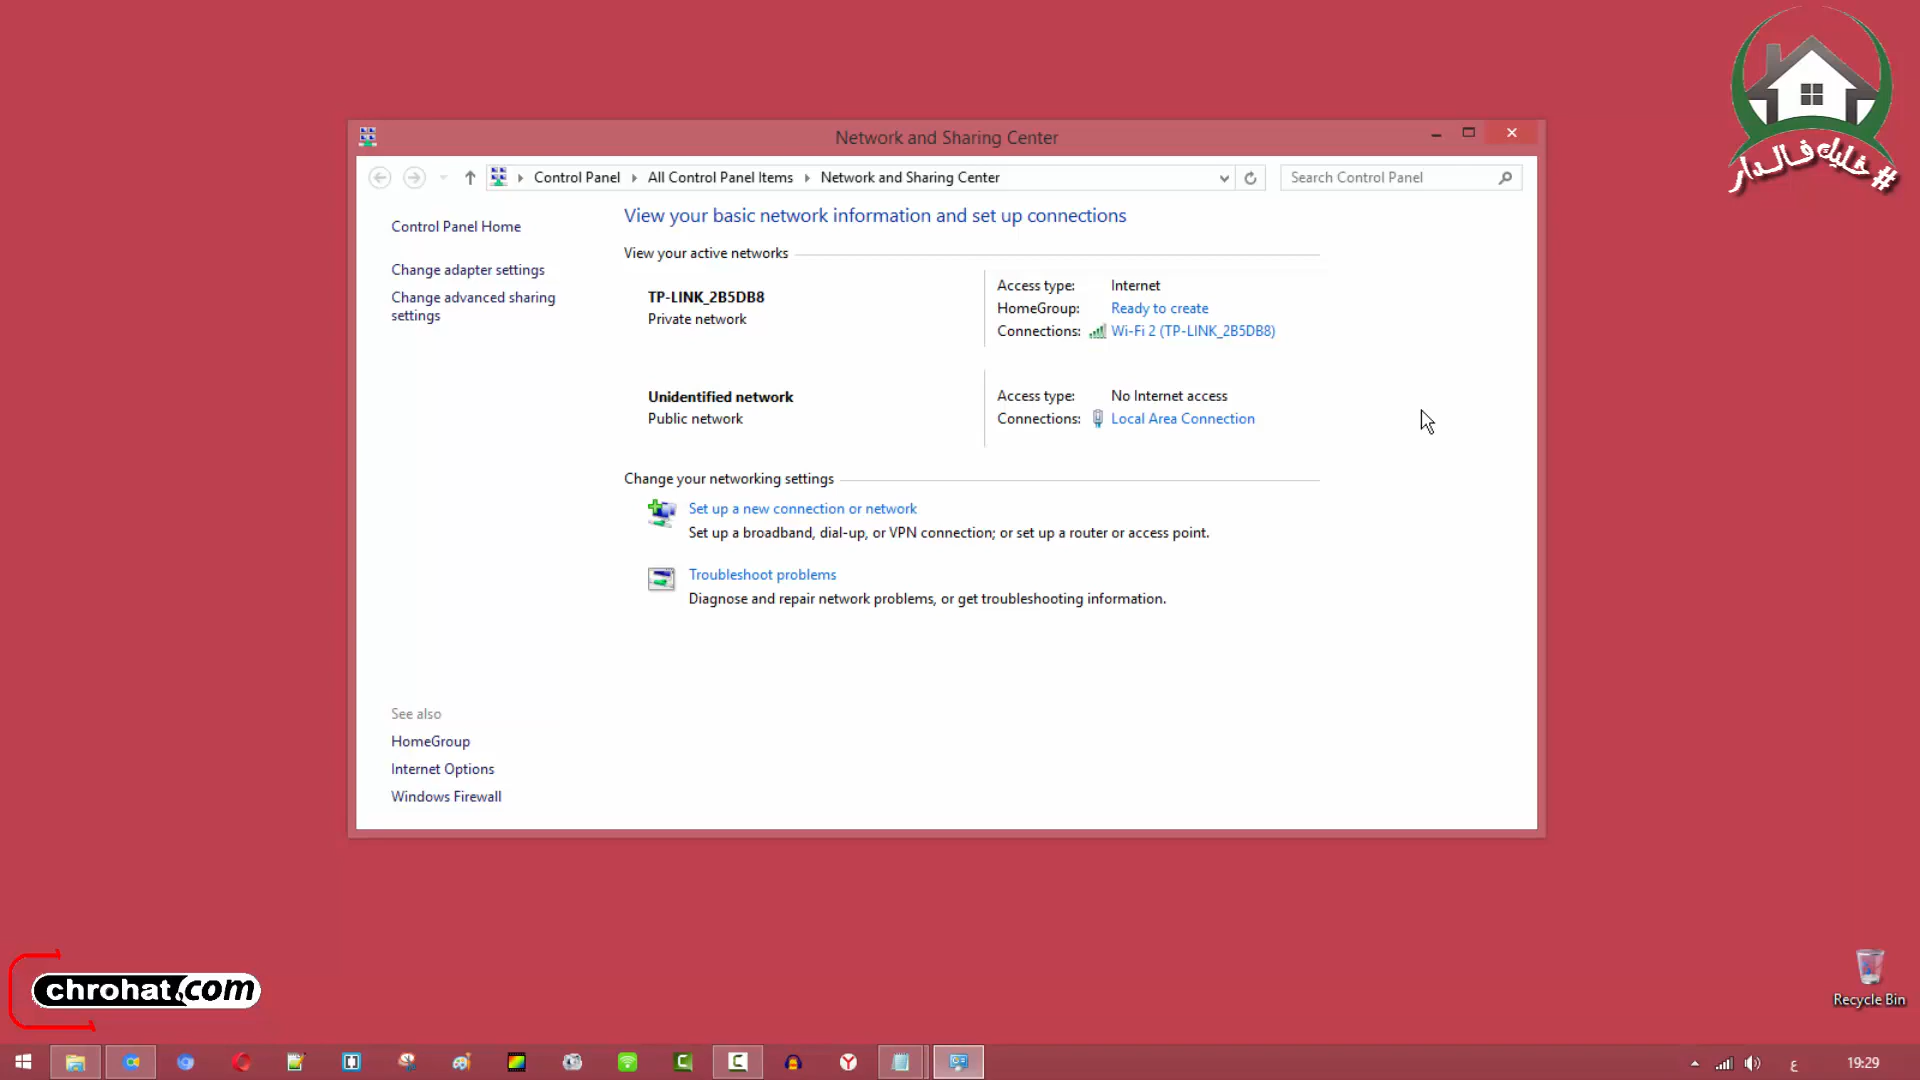 #خليك فالدار
Network and Sharing Center
Control Panel
All Control Panel Items
Network and Sharing Center
Search Control Panel
Control Panel Home
Change adapter settings
Change advanced sharing
settings
View your basic network information and set up connections
View your active networks
TP-LINK_2B5DB8
Private network
Access type: Internet
HomeGroup: Ready to create
Connections: Wi-Fi 2 (TP-LINK_2B5DB8)
Unidentified network
Public network
Access type: No Internet access
Connections: Local Area Connection
Change your networking settings
Set up a new connection or network
Set up a broadband, dial-up, or VPN connection; or set up a router or access point.
Troubleshoot problems
Diagnose and repair network problems, or get troubleshooting information.
See also
HomeGroup
Internet Options
Windows Firewall
chrohat.com
Recycle Bin
ع
19:29